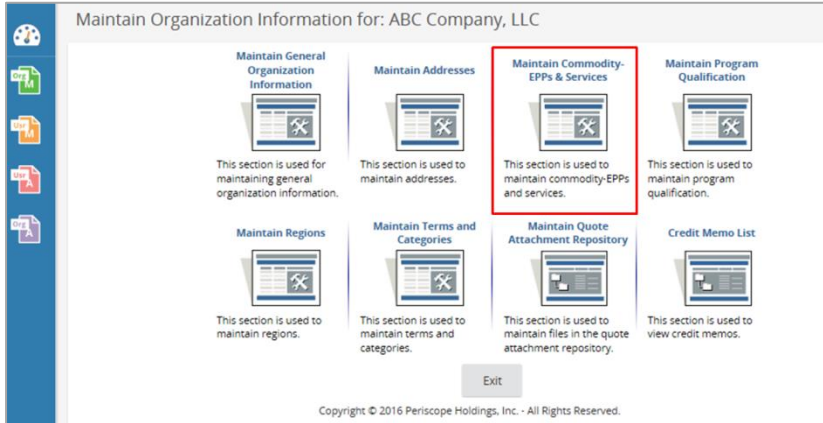 Maintain Organization Information for: ABC Company, LLC
Org
M
Usr
M
Usr
A
Org
A
Maintain General
Organization
Information
This section is used for
maintaining general
organization information.
Maintain Addresses
This section is used to
maintain addresses.
Maintain Commodity-
EPPs & Services
This section is used to
maintain commodity-EPPs
and services.
Maintain Program
Qualification
This section is used to
maintain program
qualification.
Maintain Regions
This section is used to
maintain regions.
Maintain Terms and
Categories
This section is used to
maintain terms and
categories.
Maintain Quote
Attachment Repository
This section is used to
maintain files in the quote
attachment repository.
Credit Memo List
This section is used to
view credit memos.
Exit
Copyright © 2016 Periscope Holdings, Inc. - All Rights Reserved.